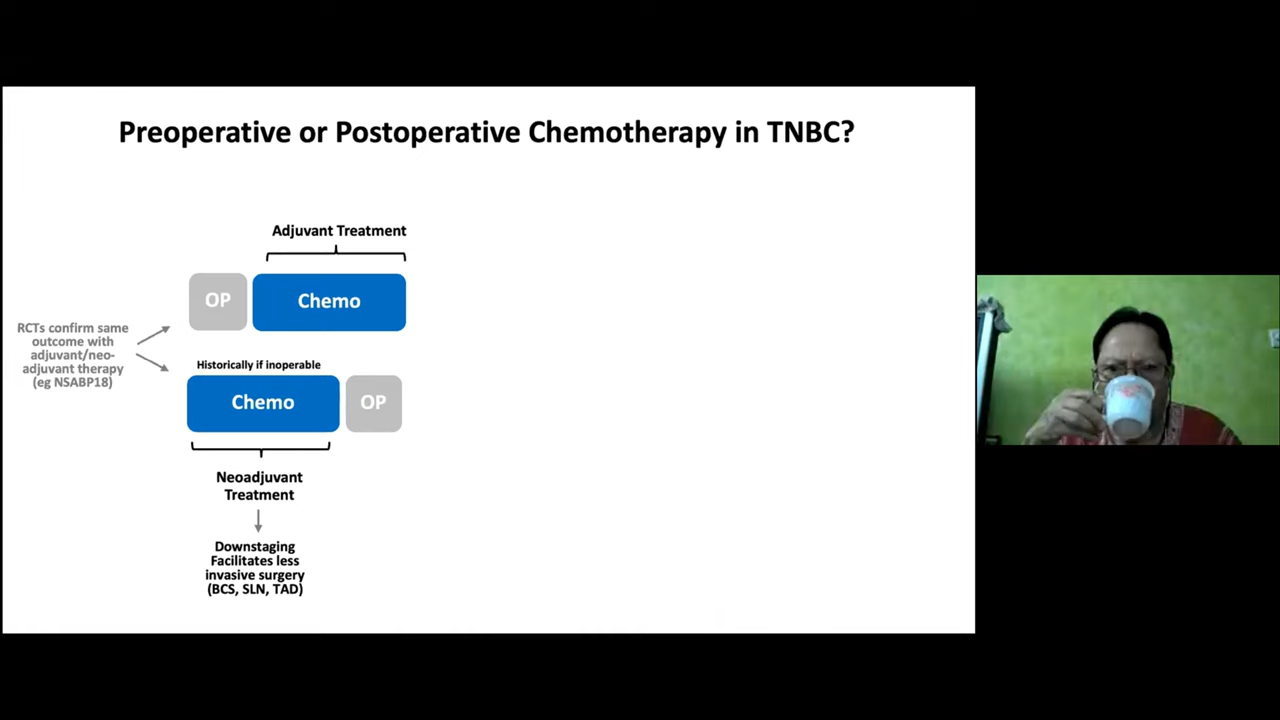 Preoperative or Postoperative Chemotherapy in TNBC?
Adjuvant Treatment
OP
Chemo
RCTs confirm same
outcome with
adjuvant/neo-
adjuvant therapy
(eg NSABP18)
Historically if inoperable
Chemo
OP
Neoadjuvant
Treatment
Downstaging
Facilitates less
invasive surgery
(BCS, SLN, TAD)